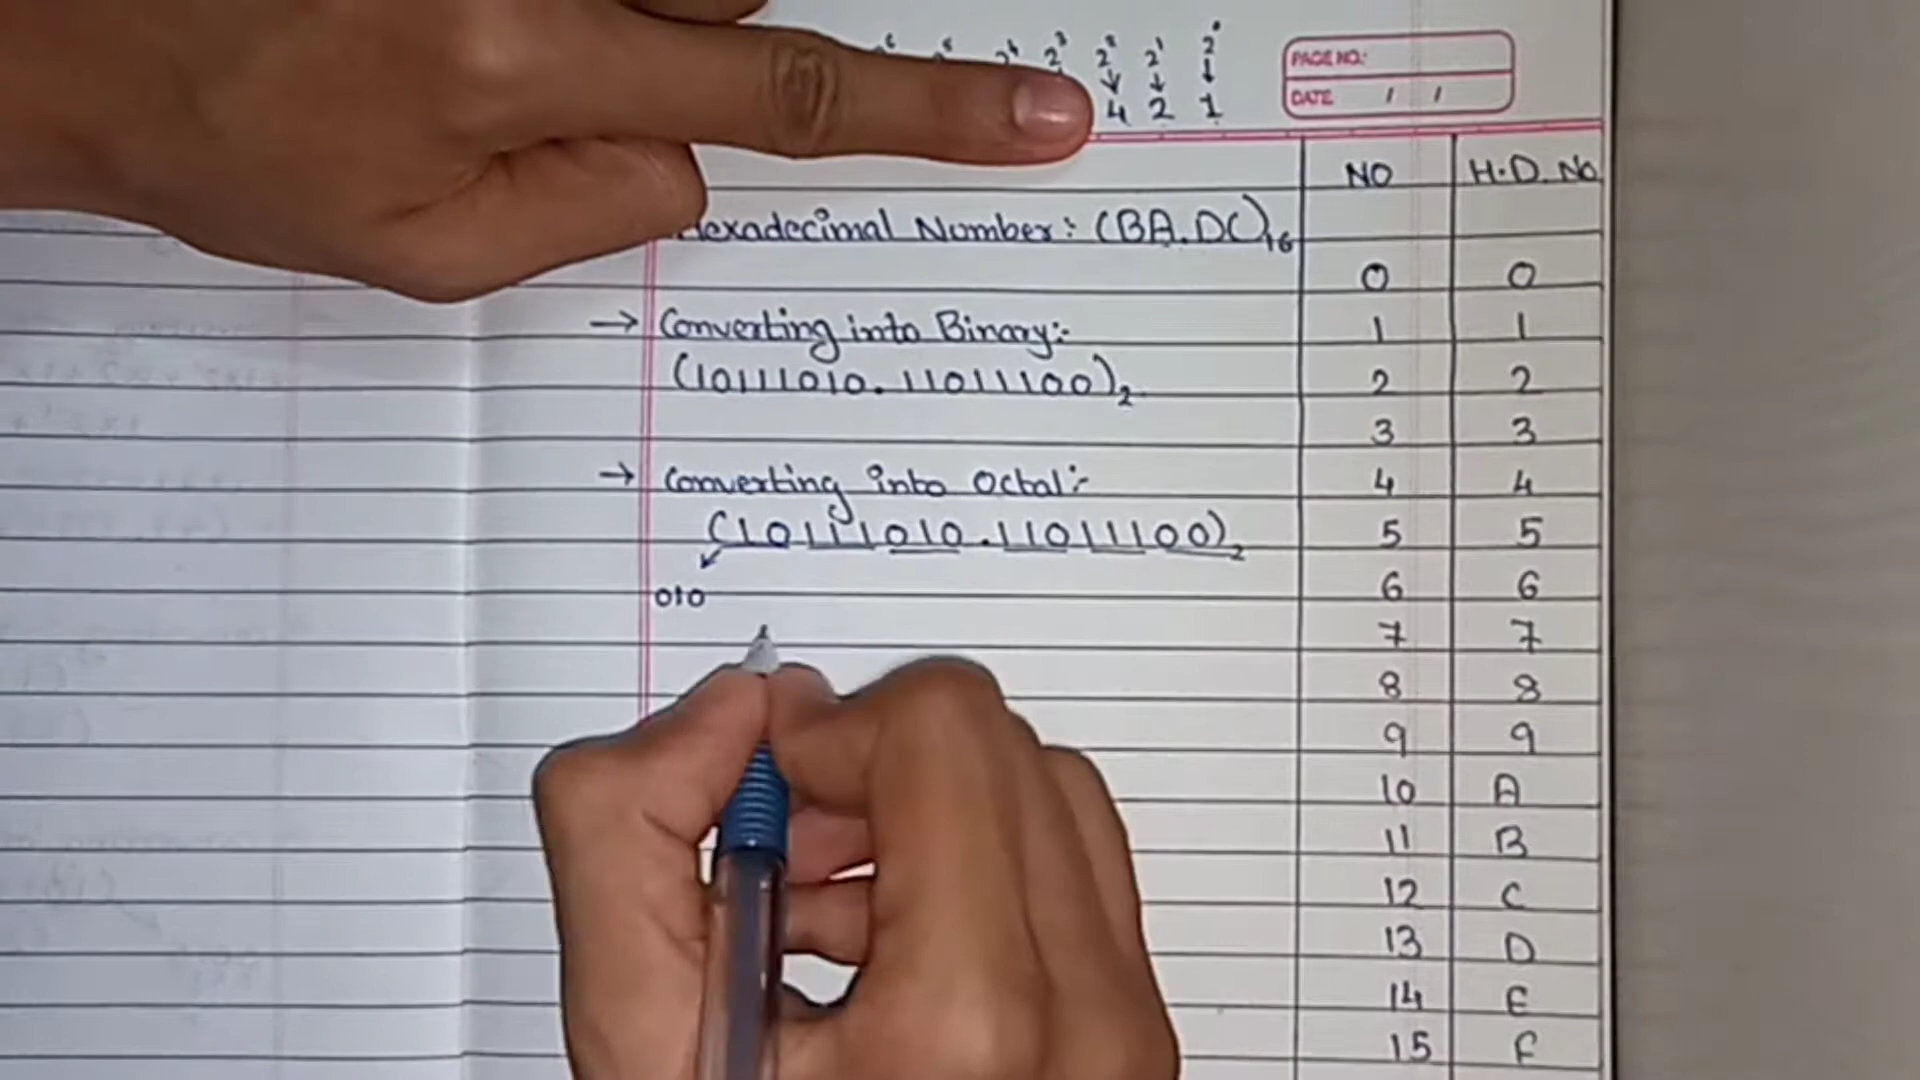 2³ 2² 2¹ 2⁰
↓ ↓ ↓
4 2 1
PAGE NO.:
DATE / /
NO H.D. No
Hexadecimal Number: (BA.DC)₁₆
0 0
→ Converting into Binary:-
1 1
(10111010.11011100)₂
2 2
3 3
→ Converting into Octal:-
4 4
(10111010.11011100)₂
5 5
010
6 6
7 7
8 8
9 9
10 A
11 B
12 C
13 D
14 E
15 F